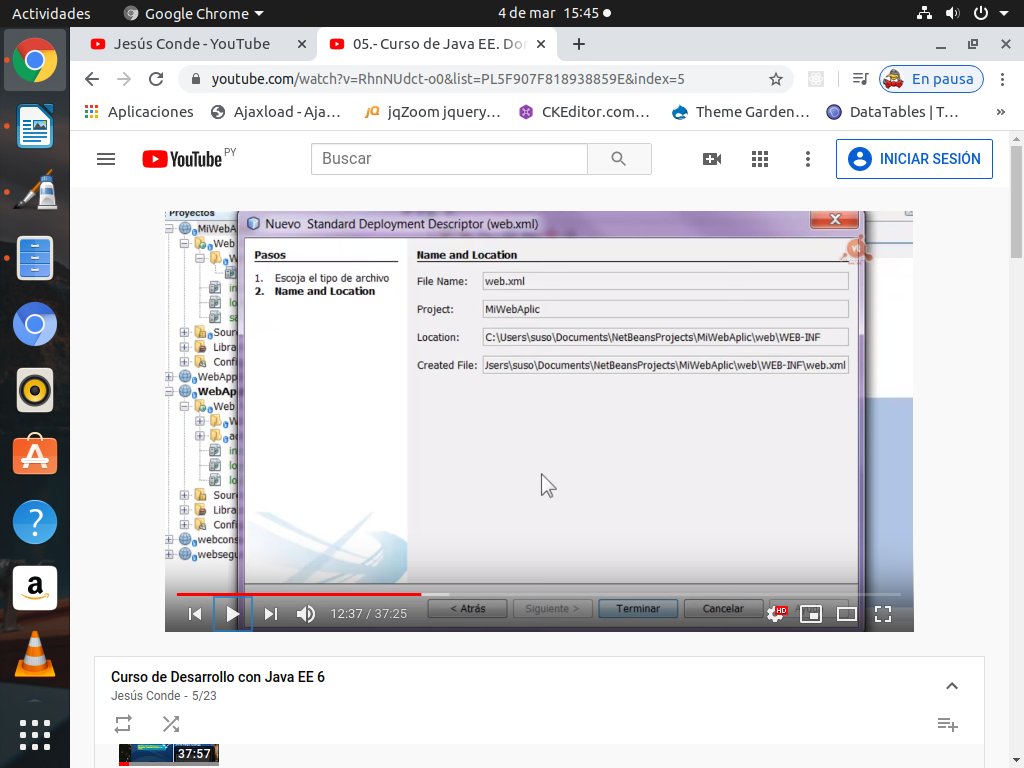 Actividades
Google Chrome
4 de mar 15:45
Jesús Conde - YouTube
05.- Curso de Java EE. Dor
youtube.com/watch?v=RhnNUdct-o0&list=PL5F907F818938859E&index=5
En pausa
Aplicaciones
Ajaxload - Aja...
jqZoom jquery...
CKEditor.com...
Theme Garden...
DataTables | T...
»
YouTube PY
Buscar
INICIAR SESIÓN
Proyectos
MiWebA
Web
W
in
lo
sa
Sour
Libra
Confi
WebApp
WebAp
Web
W
a
in
lo
lo
Sour
Libra
Confi
webcons
websegu
Nuevo Standard Deployment Descriptor (web.xml)
Pasos
1. Escoja el tipo de archivo
2. Name and Location
Name and Location
File Name: web.xml
Project: MiWebAplic
Location: C:\Users\suso\Documents\NetBeansProjects\MiWebAplic\web\WEB-INF
Created File: Jsers\suso\Documents\NetBeansProjects\MiWebAplic\web\WEB-INF\web.xml
< Atrás
Siguiente >
Terminar
Cancelar
12:37 / 37:25
HD
Curso de Desarrollo con Java EE 6
Jesús Conde - 5/23
37:57